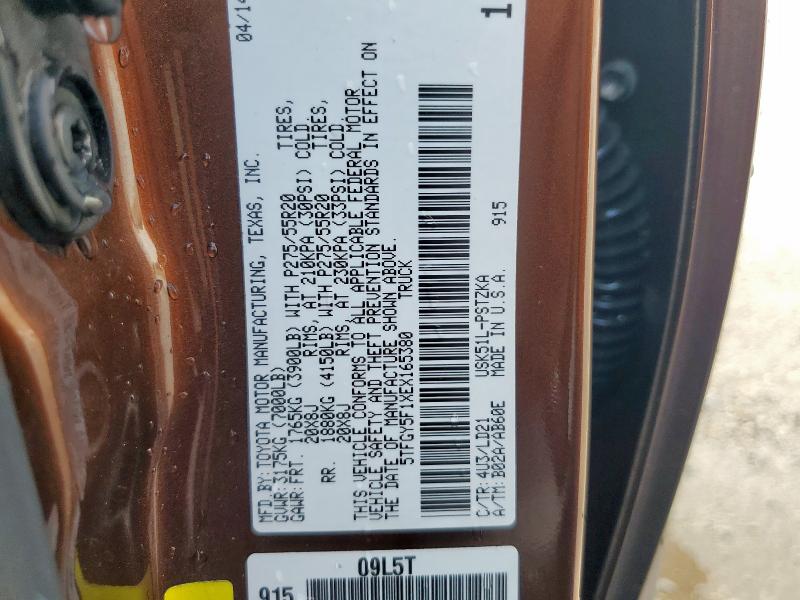 MFD BY: TOYOTA MOTOR MANUFACTURING, TEXAS, INC. 04/14
GVWR: 3175KG (7000LB)
GAWR: FRT. 1765KG (3900LB) WITH P275/55R20 TIRES,
20X8J RIMS, AT 210KPA (30PSI) COLD
RR. 1880KG (4150LB) WITH P275/55R20 TIRES,
20X8J RIMS, AT 230KPA (33PSI) COLD
THIS VEHICLE CONFORMS TO ALL APPLICABLE FEDERAL MOTOR
VEHICLE SAFETY AND THEFT PREVENTION STANDARDS IN EFFECT ON
THE DATE OF MANUFACTURE SHOWN ABOVE.
5TFGY5F1XEX165380 TRUCK
C/TR: 4U3/LD21 USK51L-PSTZKA
A/TM: B02A/AB60E MADE IN U.S.A. 915
1
09L5T
915